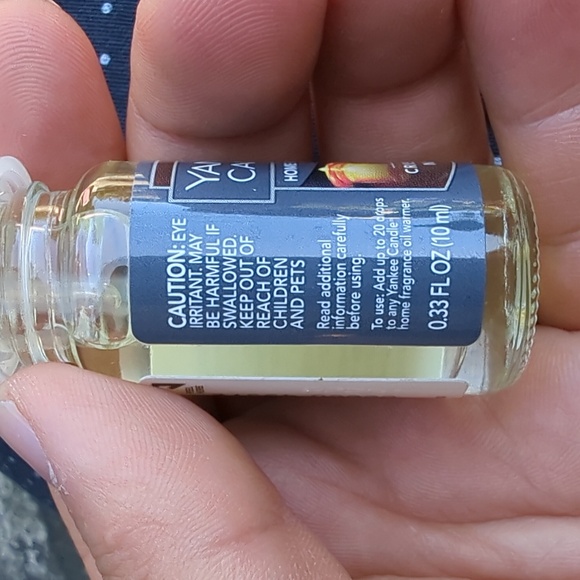 YA
CA
HOME
CR
CAUTION: EYE
IRRITANT. MAY
BE HARMFUL IF
SWALLOWED.
KEEP OUT OF
REACH OF
CHILDREN
AND PETS
Read additional
information carefully
before using.
To use: Add up to 20 drops
to any Yankee Candle
home fragrance oil warmer.
0.33 FL OZ (10 ml)